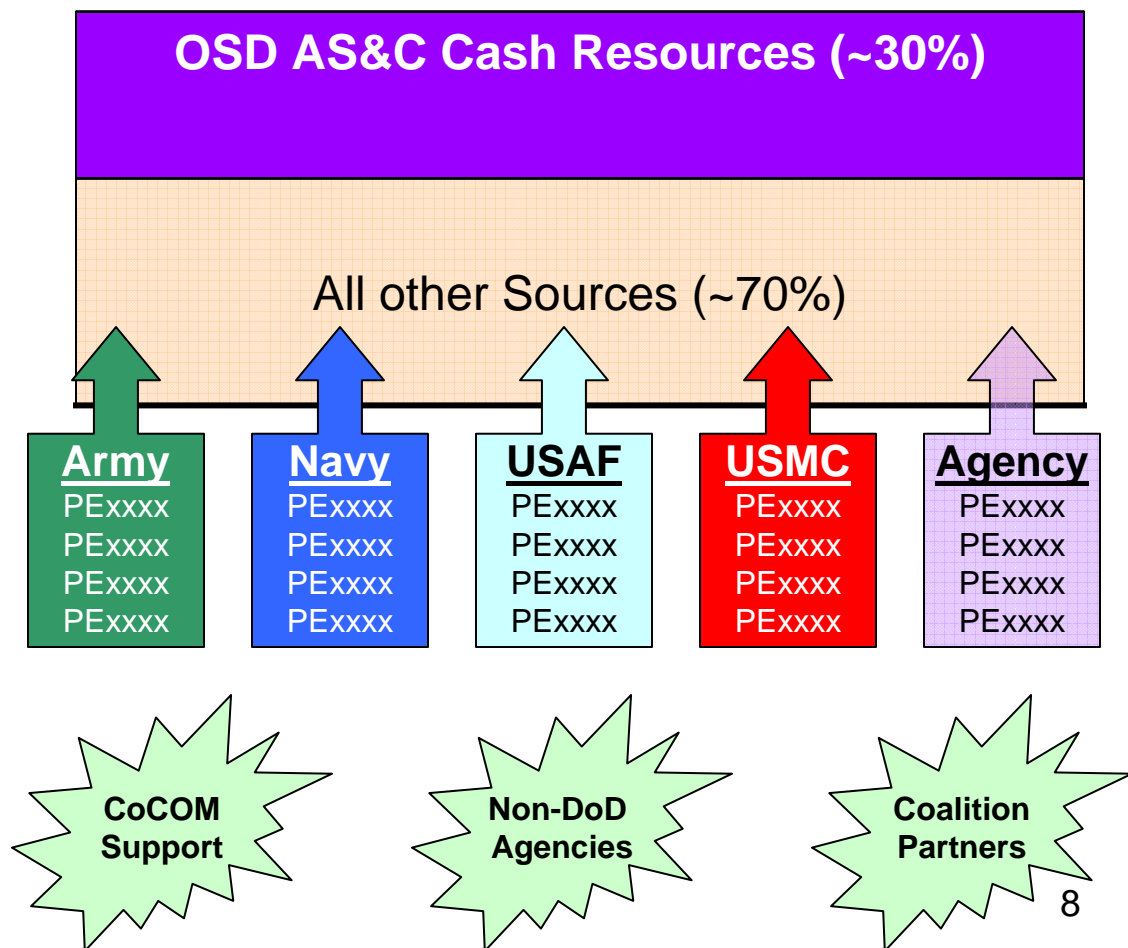 OSD AS&C Cash Resources (~30%)
All other Sources (~70%)
Army
PExxxx
PExxxx
PExxxx
PExxxx
Navy
PExxxx
PExxxx
PExxxx
PExxxx
USAF
PExxxx
PExxxx
PExxxx
PExxxx
USMC
PExxxx
PExxxx
PExxxx
PExxxx
Agency
PExxxx
PExxxx
PExxxx
PExxxx
CoCOM
Support
Non-DoD
Agencies
Coalition
Partners
8